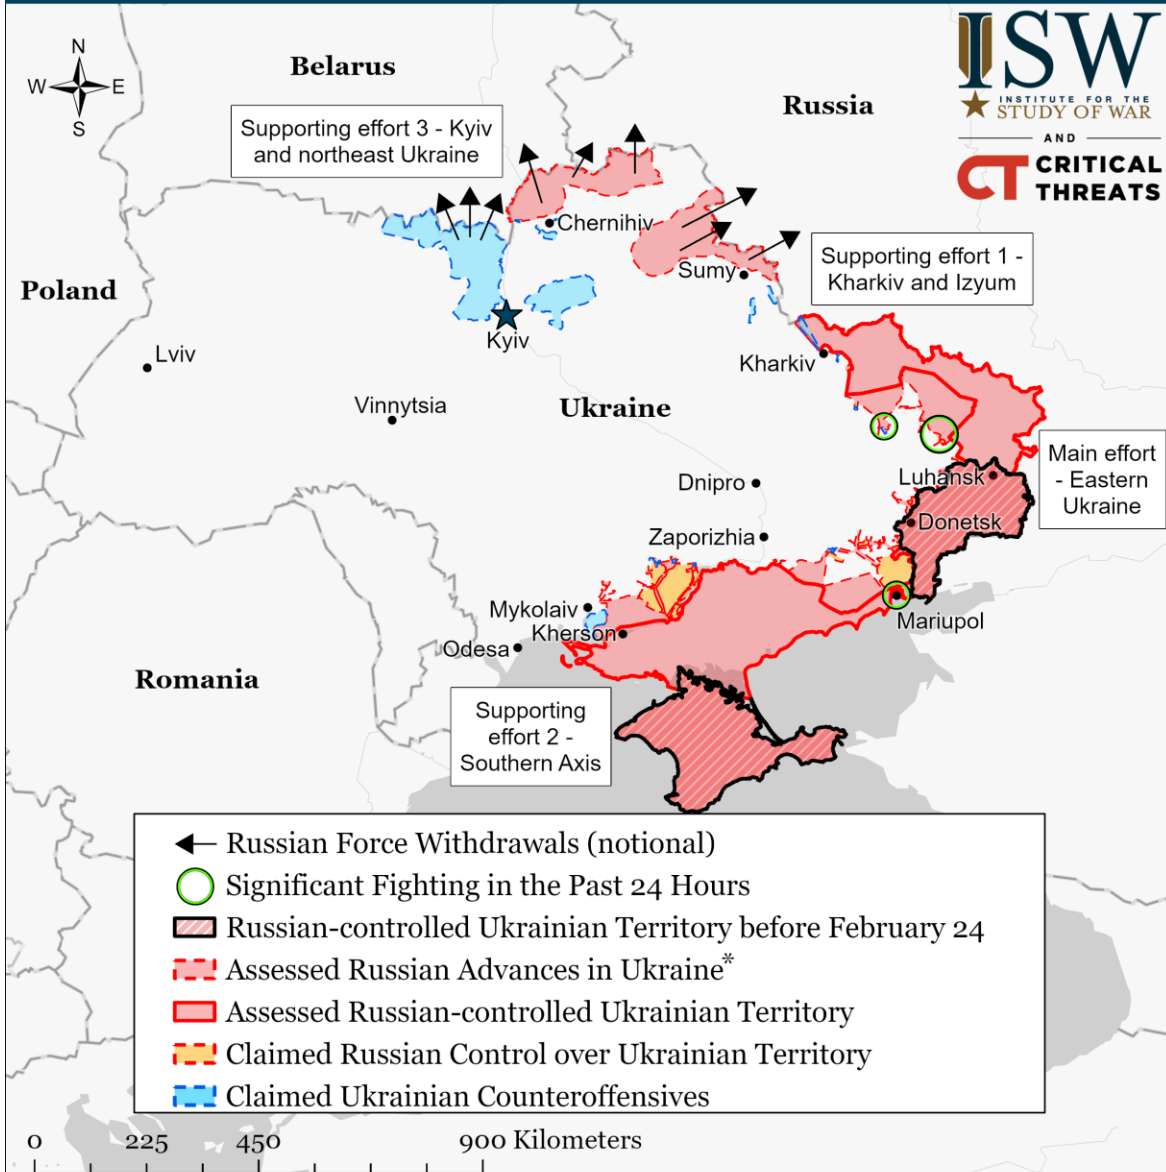 N
W E
S
Belarus
Russia
ISW
INSTITUTE FOR THE
STUDY OF WAR
AND
CT CRITICAL
THREATS
Supporting effort 3 - Kyiv
and northeast Ukraine
Chernihiv
Sumy
Supporting effort 1 -
Kharkiv and Izyum
Poland
Kyiv
Lviv
Kharkiv
Vinnytsia
Ukraine
Main effort
- Eastern
Ukraine
Luhansk
Dnipro
Donetsk
Zaporizhia
Mykolaiv
Mariupol
Kherson
Odesa
Romania
Supporting
effort 2 -
Southern Axis
Russian Force Withdrawals (notional)
Significant Fighting in the Past 24 Hours
Russian-controlled Ukrainian Territory before February 24
Assessed Russian Advances in Ukraine*
Assessed Russian-controlled Ukrainian Territory
Claimed Russian Control over Ukrainian Territory
Claimed Ukrainian Counteroffensives
0 225 450 900 Kilometers